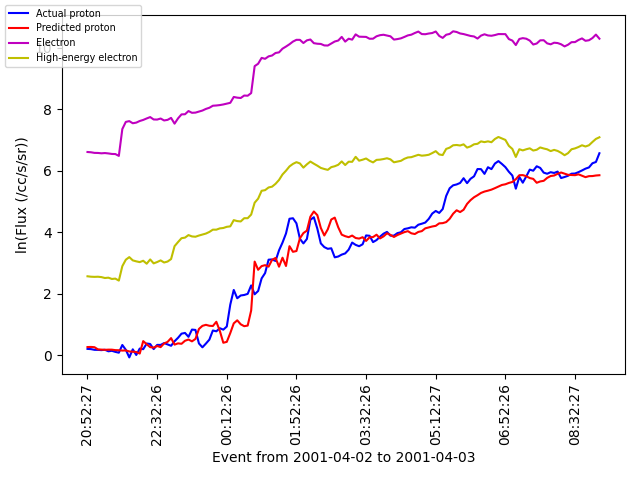 Actual proton
Predicted proton
Electron
High-energy electron
10
8
6
4
2
0
ln(Flux (/cc/s/sr))
20:52:27
22:32:26
00:12:26
01:52:26
03:32:26
05:12:27
06:52:26
08:32:27
Event from 2001-04-02 to 2001-04-03